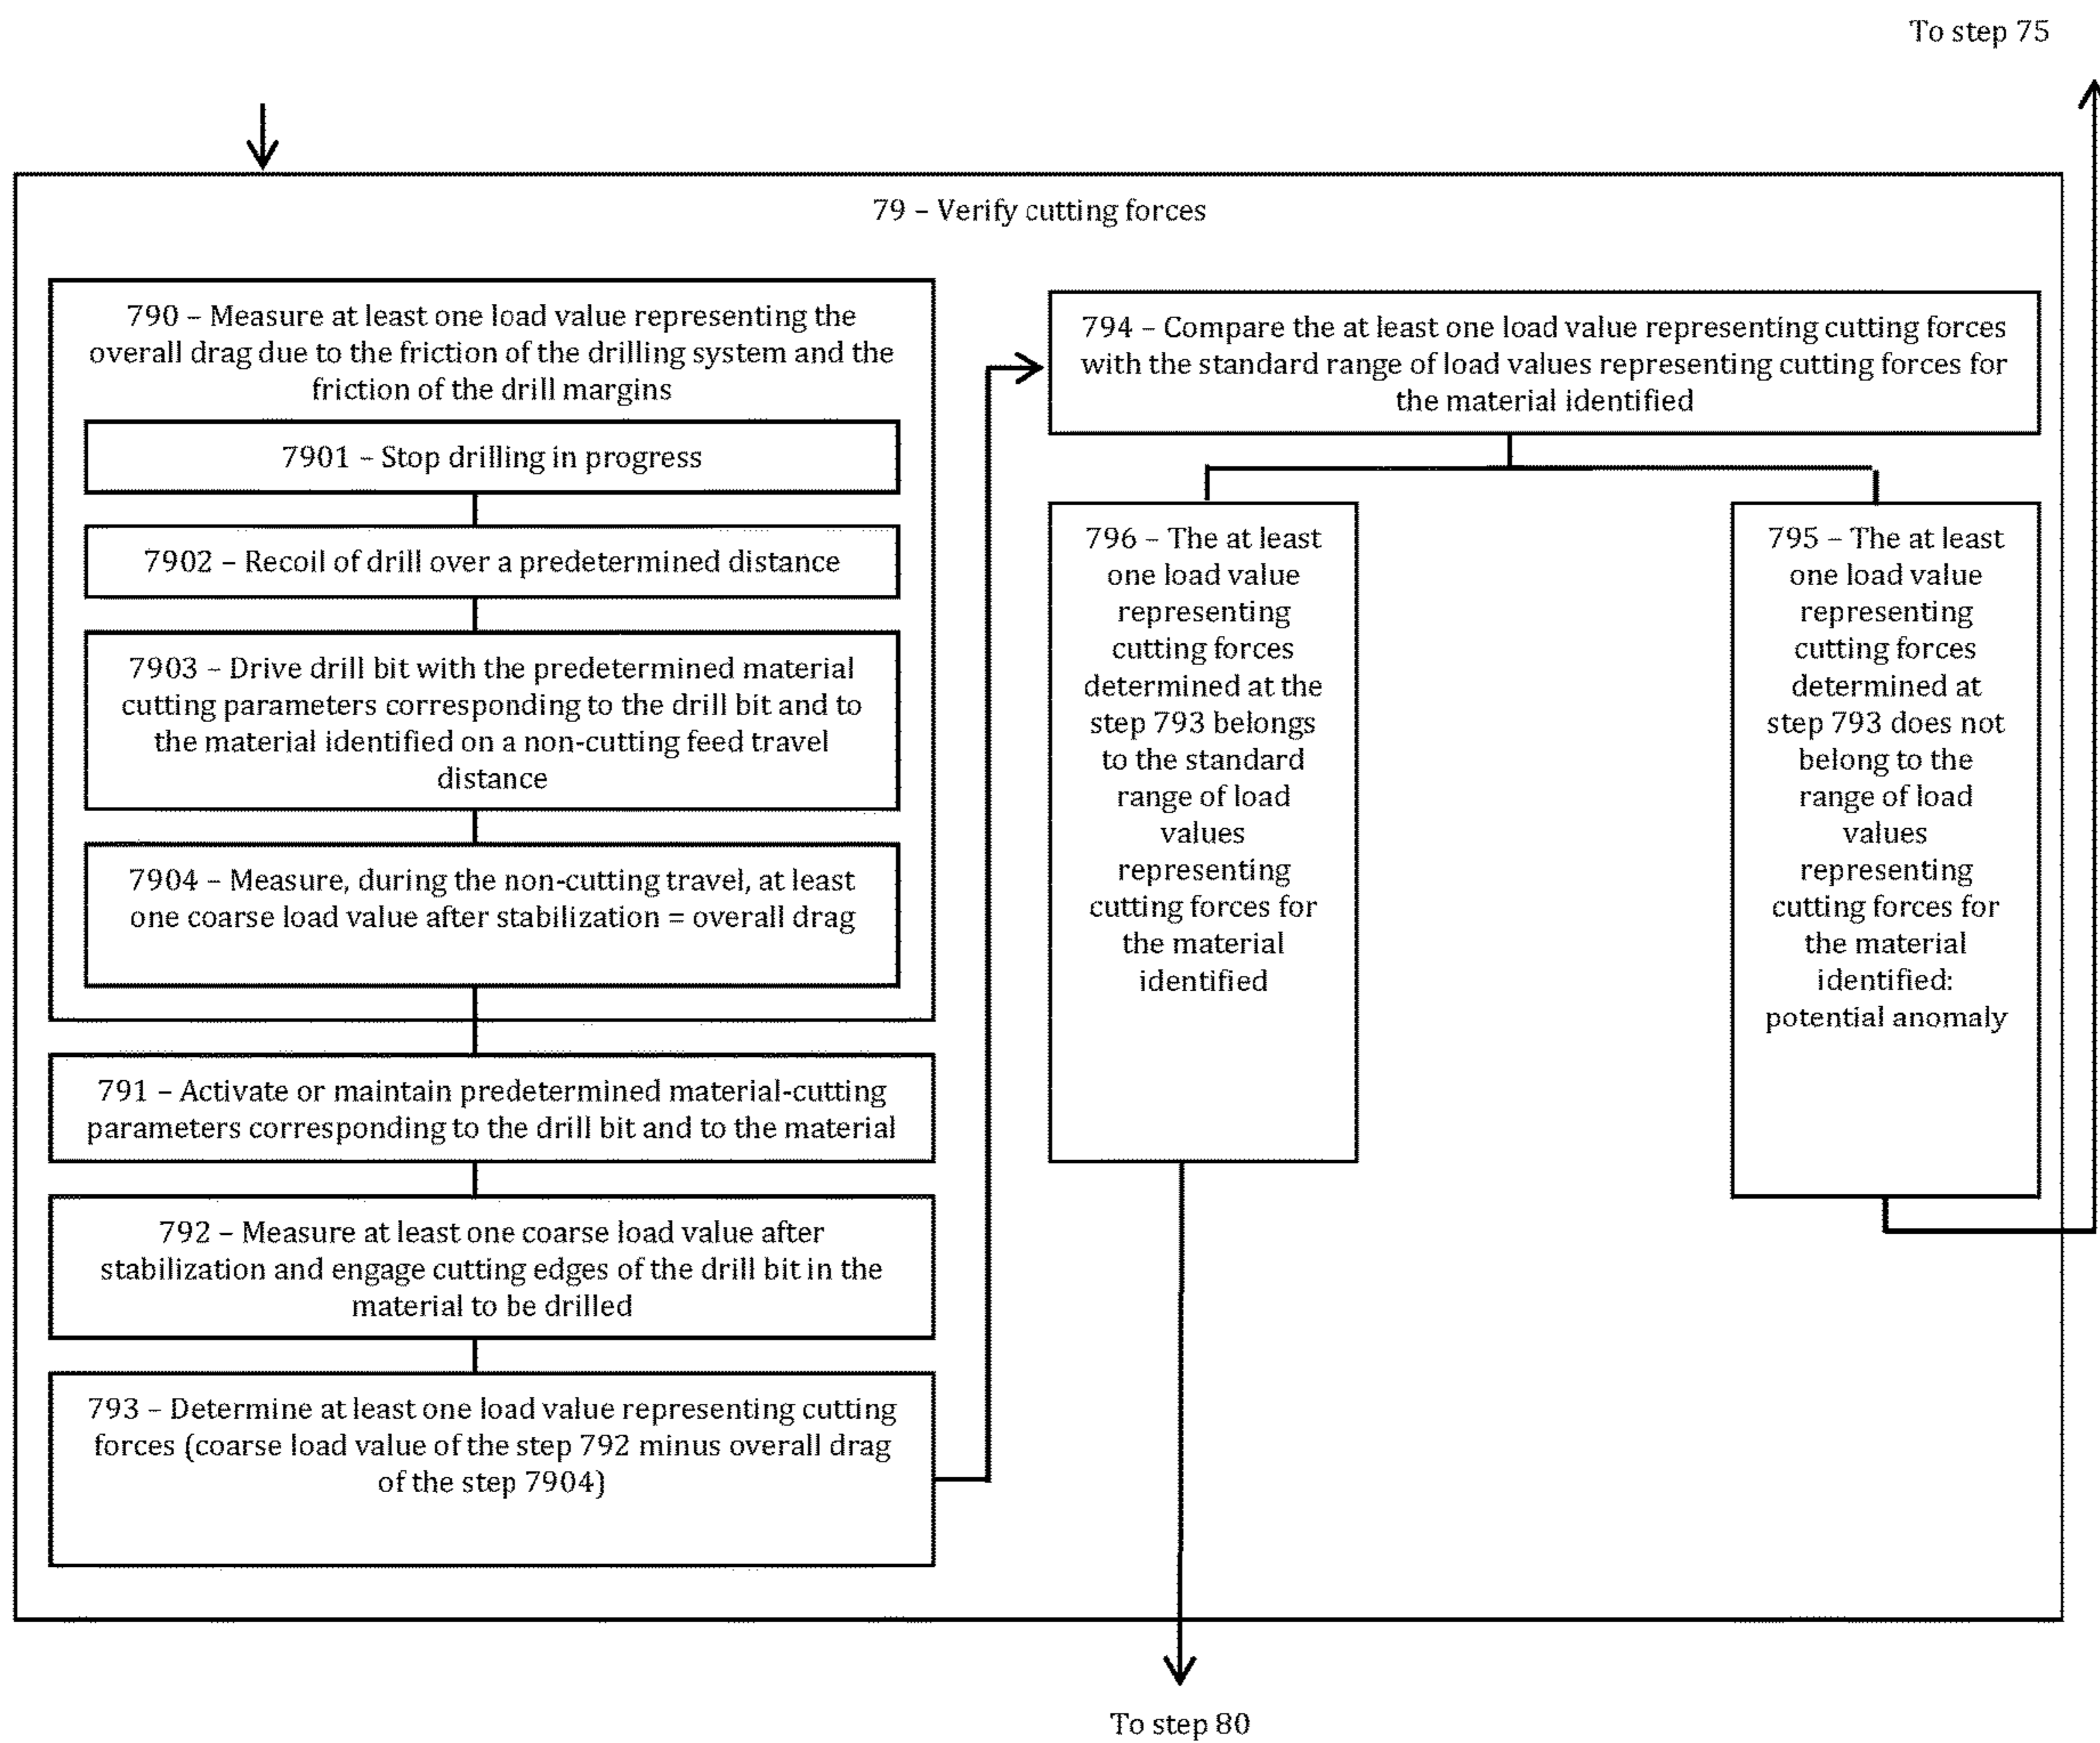 To step 75
79 – Verify cutting forces
790 – Measure at least one load value representing the
overall drag due to the friction of the drilling system and the
friction of the drill margins
7901 – Stop drilling in progress
7902 – Recoil of drill over a predetermined distance
7903 – Drive drill bit with the predetermined material
cutting parameters corresponding to the drill bit and to
the material identified on a non-cutting feed travel
distance
7904 – Measure, during the non-cutting travel, at least
one coarse load value after stabilization = overall drag
791 – Activate or maintain predetermined material-cutting
parameters corresponding to the drill bit and to the material
792 – Measure at least one coarse load value after
stabilization and engage cutting edges of the drill bit in the
material to be drilled
793 – Determine at least one load value representing cutting
forces (coarse load value of the step 792 minus overall drag
of the step 7904)
794 – Compare the at least one load value representing cutting forces
with the standard range of load values representing cutting forces for
the material identified
796 – The at least
one load value
representing
cutting forces
determined at the
step 793 belongs
to the standard
range of load
values
representing
cutting forces for
the material
identified
795 – The at least
one load value
representing
cutting forces
determined at
step 793 does not
belong to the
range of load
values
representing
cutting forces for
the material
identified:
potential anomaly
To step 80